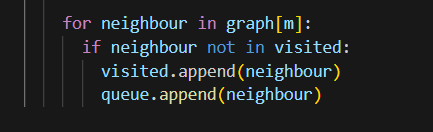 for neighbour in graph[m]:
if neighbour not in visited:
visited.append(neighbour)
queue.append(neighbour)